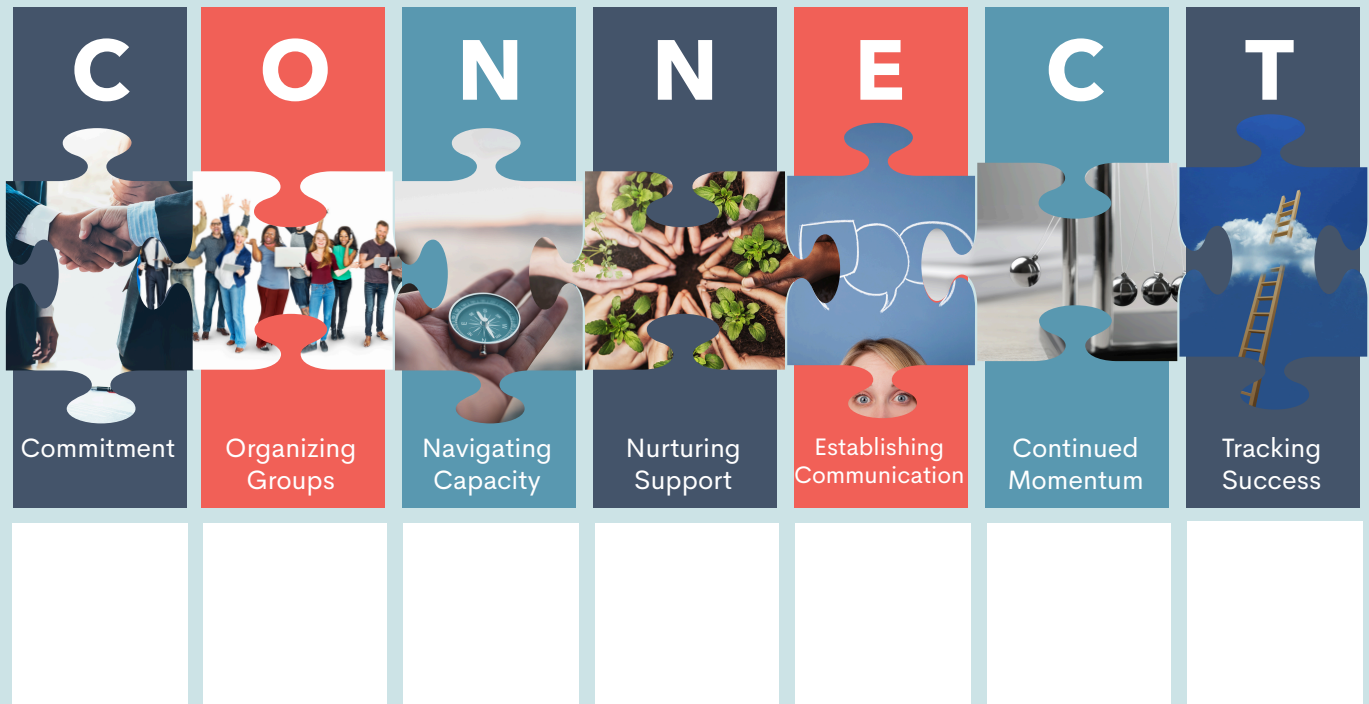 C O N N E C T
Commitment
Organizing
Groups
Navigating
Capacity
Nurturing
Support
Establishing
Communication
Continued
Momentum
Tracking
Success